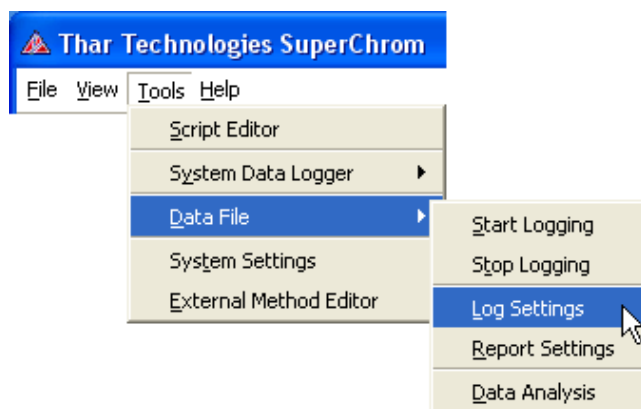 Thar Technologies SuperChrom
File View Tools Help
Script Editor
System Data Logger
Data File
System Settings
External Method Editor
Start Logging
Stop Logging
Log Settings
Report Settings
Data Analysis